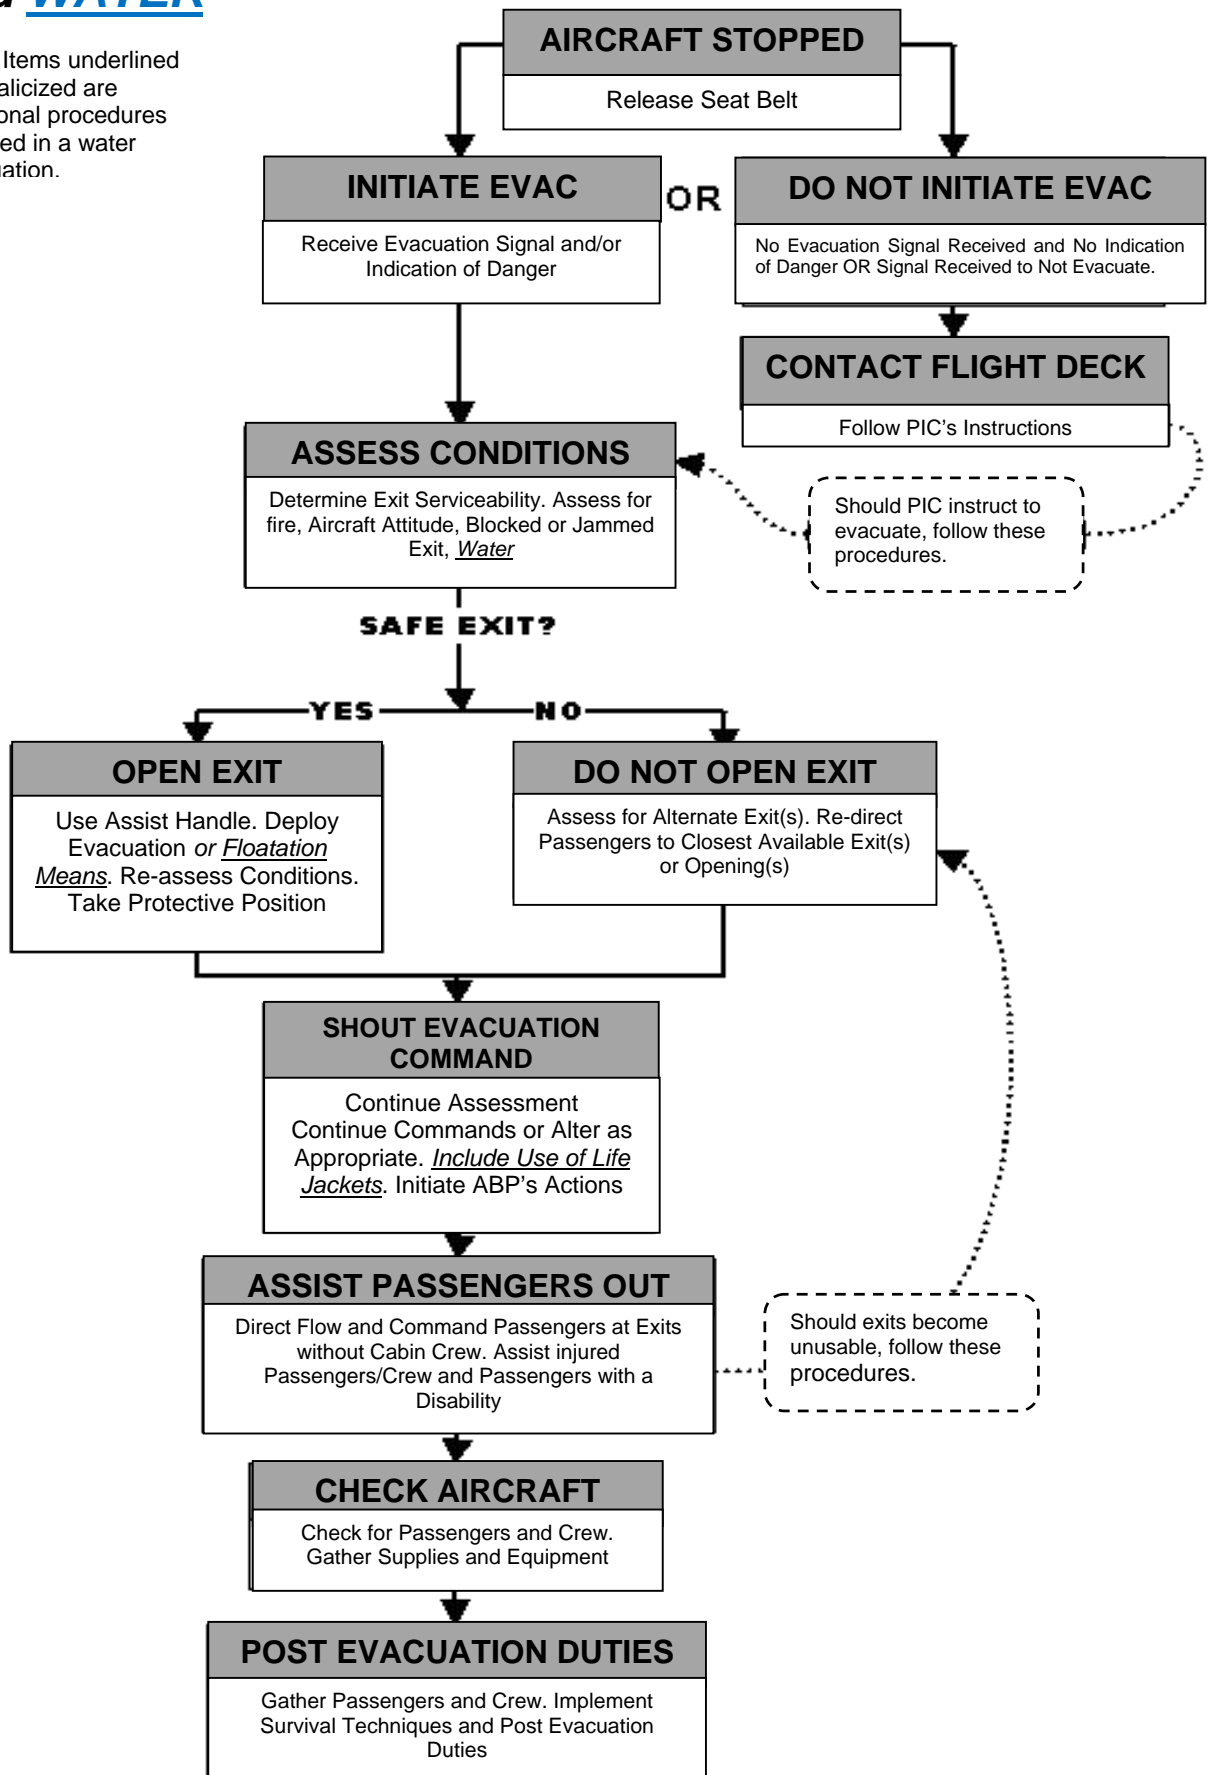 WATER
Items underlined
alicized are
onal procedures
ed in a water
uation.
AIRCRAFT STOPPED
Release Seat Belt
INITIATE EVAC
Receive Evacuation Signal and/or
Indication of Danger
OR
DO NOT INITIATE EVAC
No Evacuation Signal Received and No Indication
of Danger OR Signal Received to Not Evacuate.
CONTACT FLIGHT DECK
Follow PIC's Instructions
ASSESS CONDITIONS
Determine Exit Serviceability. Assess for
fire, Aircraft Attitude, Blocked or Jammed
Exit, Water
Should PIC instruct to
evacuate, follow these
procedures.
SAFE EXIT?
YES
NO
OPEN EXIT
Use Assist Handle. Deploy
Evacuation or Floatation
Means. Re-assess Conditions.
Take Protective Position
DO NOT OPEN EXIT
Assess for Alternate Exit(s). Re-direct
Passengers to Closest Available Exit(s)
or Opening(s)
SHOUT EVACUATION
COMMAND
Continue Assessment
Continue Commands or Alter as
Appropriate. Include Use of Life
Jackets. Initiate ABP's Actions
ASSIST PASSENGERS OUT
Direct Flow and Command Passengers at Exits
without Cabin Crew. Assist injured
Passengers/Crew and Passengers with a
Disability
Should exits become
unusable, follow these
procedures.
CHECK AIRCRAFT
Check for Passengers and Crew.
Gather Supplies and Equipment
POST EVACUATION DUTIES
Gather Passengers and Crew. Implement
Survival Techniques and Post Evacuation
Duties